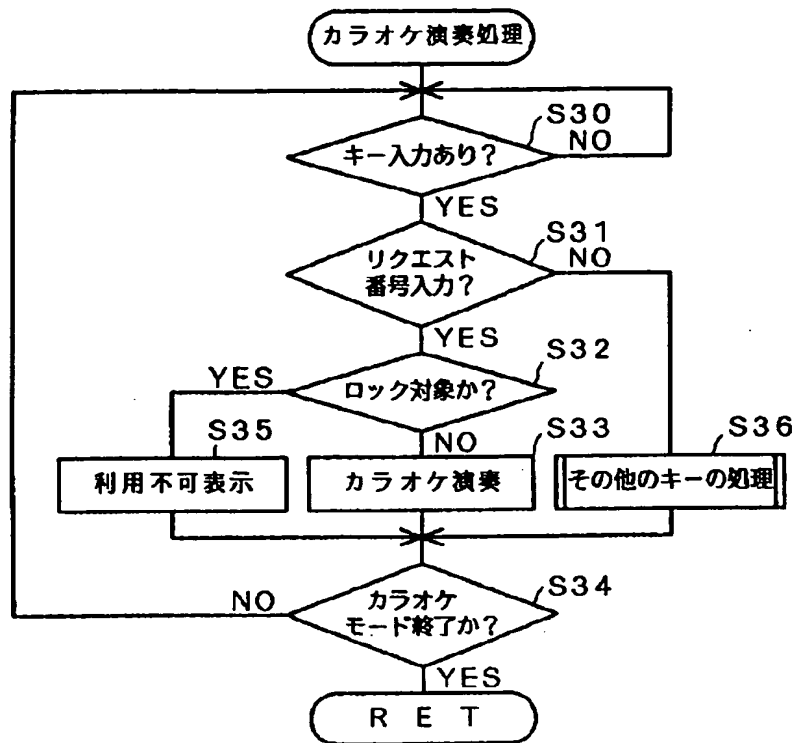 カラオケ演奏処理
S30
キー入力あり?
NO
YES
S31
リクエスト
番号入力?
NO
YES
S32
ロック対象か?
YES
NO
S35
利用不可表示
S33
カラオケ演奏
S36
その他のキーの処理
S34
カラオケ
モード終了か?
NO
YES
RET